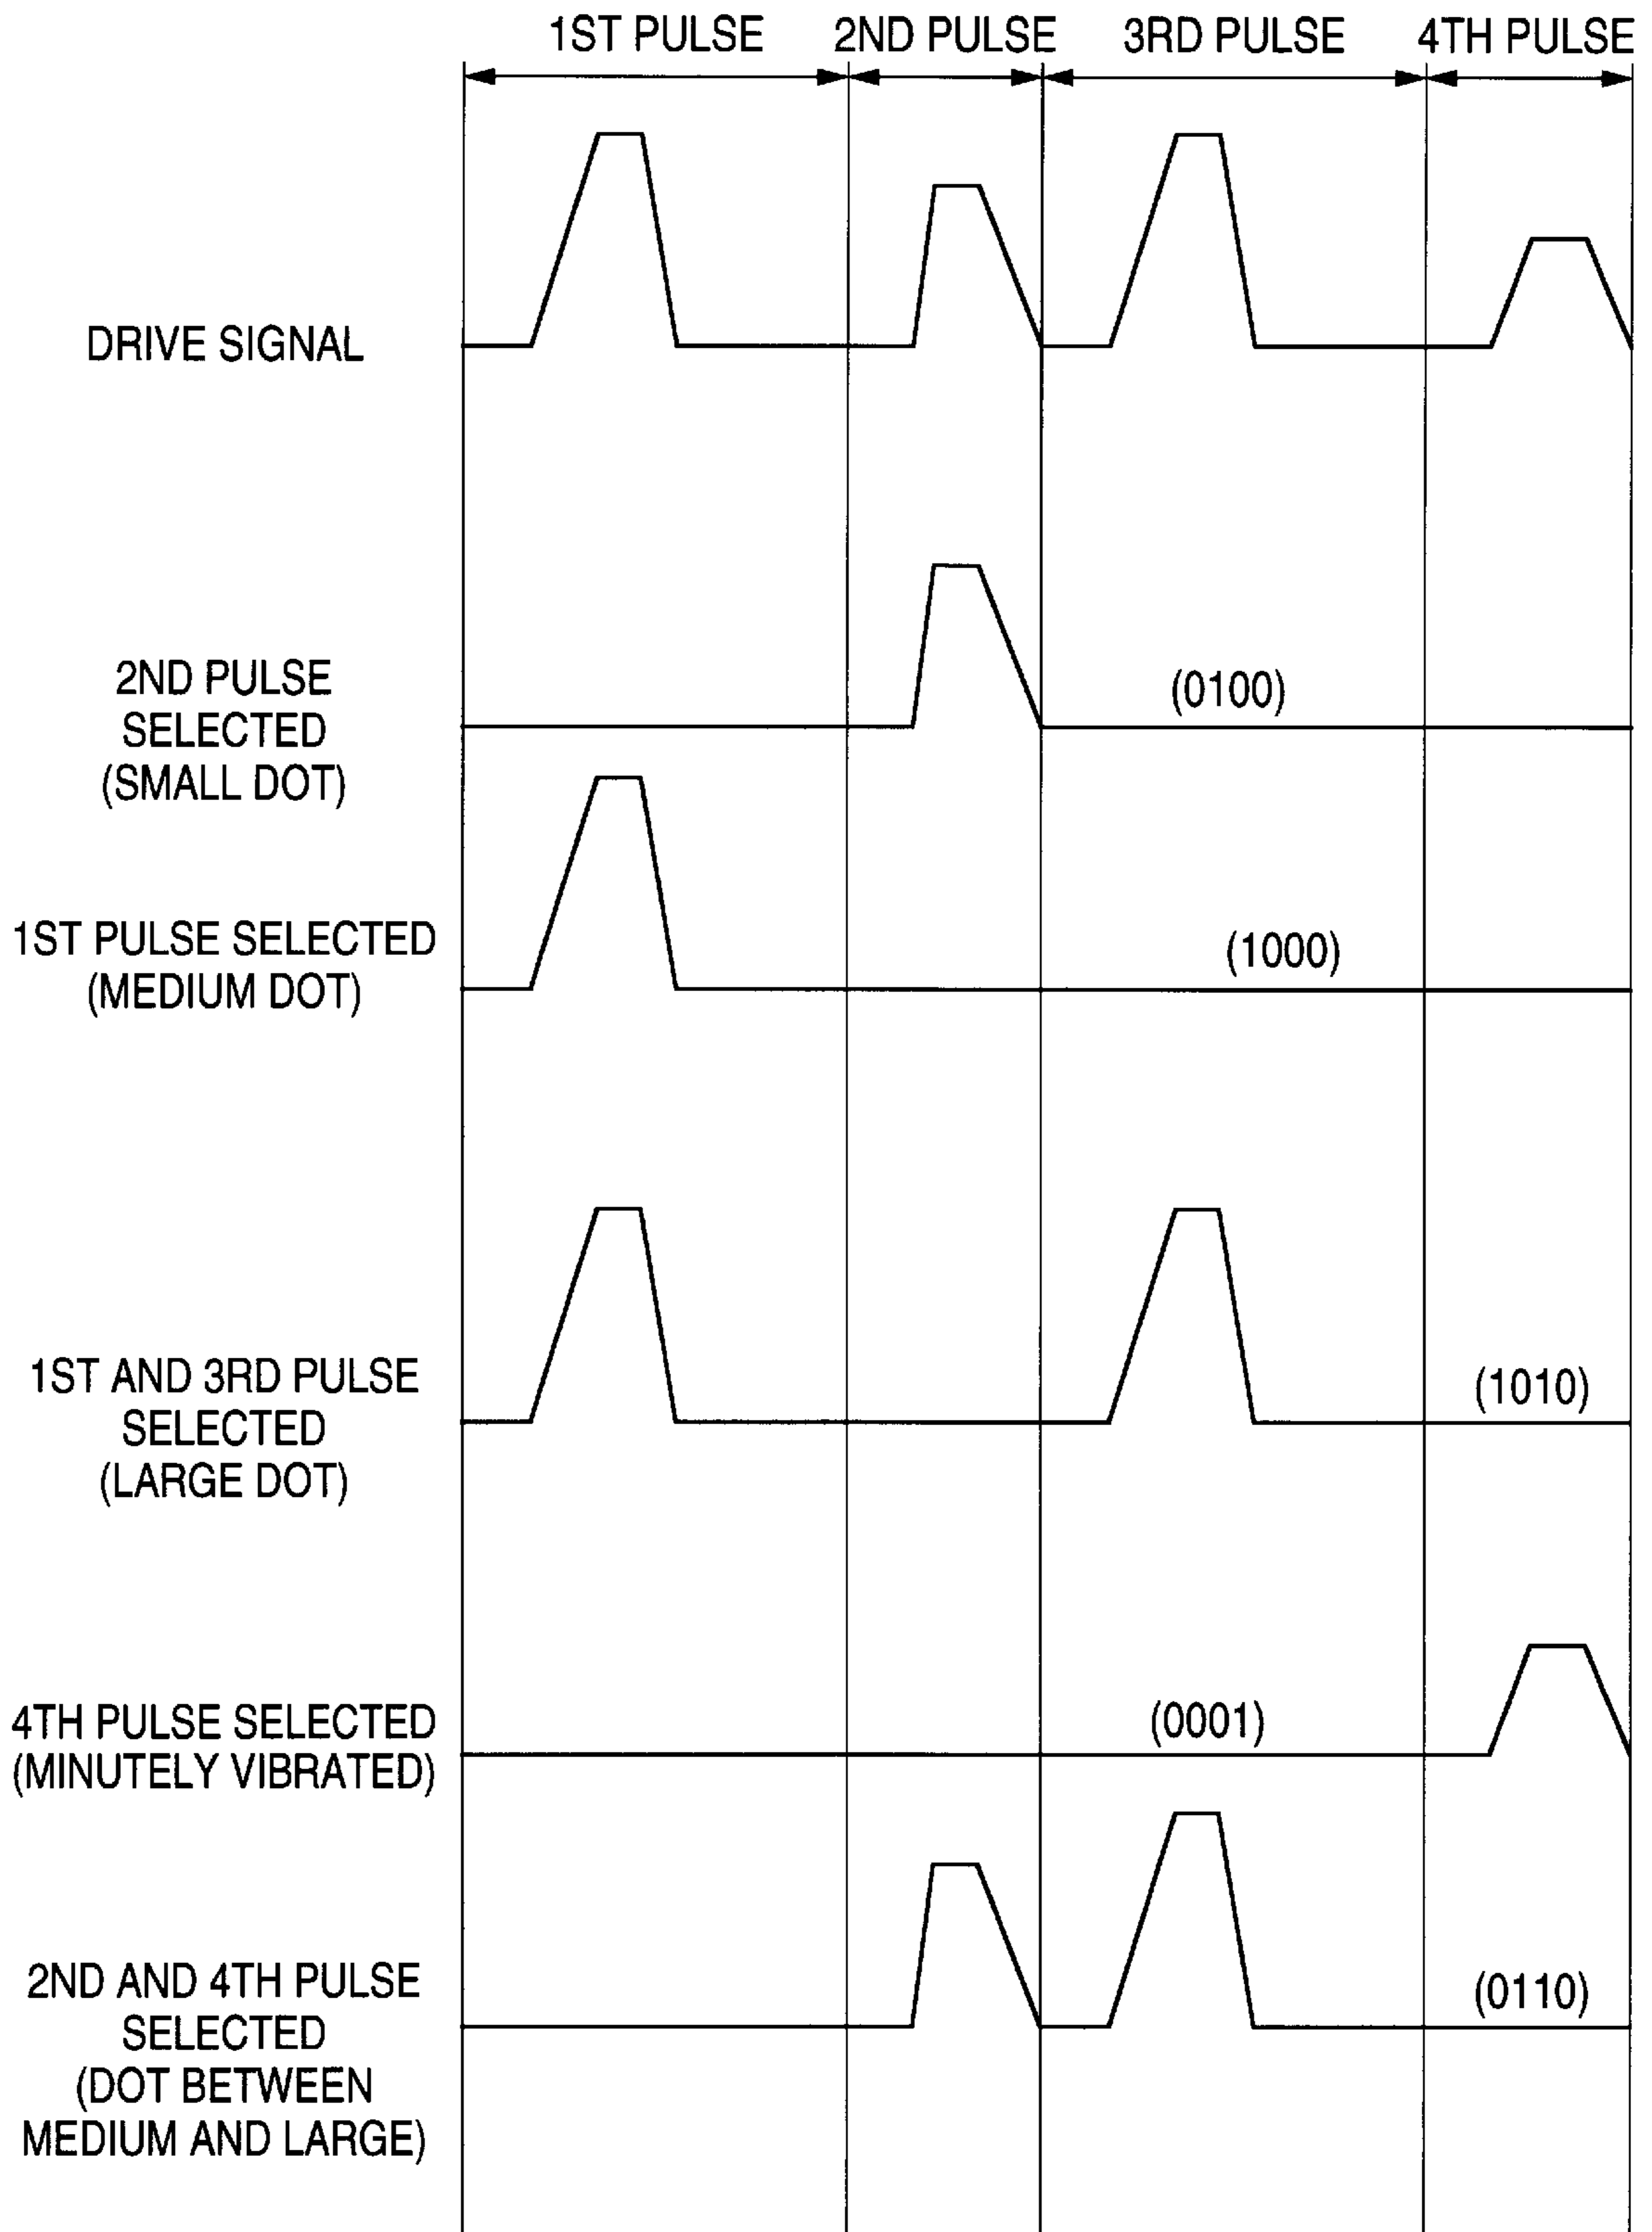 1ST PULSE 2ND PULSE 3RD PULSE 4TH PULSE
DRIVE SIGNAL
2ND PULSE
SELECTED
(SMALL DOT)
(0100)
1ST PULSE SELECTED
(MEDIUM DOT)
(1000)
1ST AND 3RD PULSE
SELECTED
(LARGE DOT)
(1010)
4TH PULSE SELECTED
(MINUTELY VIBRATED)
(0001)
2ND AND 4TH PULSE
SELECTED
(DOT BETWEEN
MEDIUM AND LARGE)
(0110)